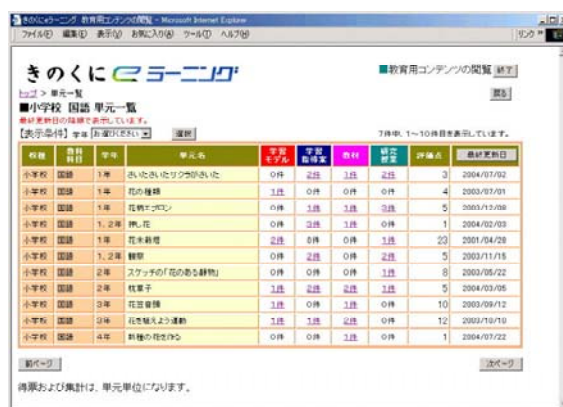 きのくにeラーニング 教育用コンテンツの閲覧 - Microsoft Internet Explorer
ファイル(F) 編集(E) 表示(V) お気に入り(A) ツール(T) ヘルプ(H) リンク
きのくに eラーニング
■教育用コンテンツの閲覧 終了
トップ > 単元一覧 戻る
■小学校 国語 単元一覧
最終更新日の降順で表示しています。
【表示条件】 学年 お選びください 選択 7件中、1~10件目を表示しています。
校種 教科科目 学年 単元名 学習モデル 学習指導案 教材 研究授業 評価点 最終更新日
小学校 国語 1年 さいたさいたサクラがさいた 0件 2件 1件 2件 3 2004/07/02
小学校 国語 1年 花の種類 1件 0件 0件 0件 4 2003/07/01
小学校 国語 1年 花柄エプロン 0件 1件 1件 3件 5 2003/12/08
小学校 国語 1, 2年 押し花 0件 3件 1件 0件 1 2004/02/03
小学校 国語 1年 花木栽培 2件 0件 0件 1件 23 2001/04/28
小学校 国語 1, 2年 観察 0件 2件 0件 0件 5 2003/11/15
小学校 国語 2年 スケッチの「花のある静物」 0件 0件 0件 1件 8 2003/05/22
小学校 国語 2年 枕草子 1件 2件 2件 1件 5 2004/03/05
小学校 国語 3年 花言葉 1件 0件 1件 0件 10 2003/09/12
小学校 国語 3年 花を植えよう運動 1件 1件 2件 0件 12 2003/10/10
小学校 国語 4年 新種の花を作る 0件 0件 1件 0件 1 2004/07/22
前ページ 次ページ
得票および集計は、単元単位になります。